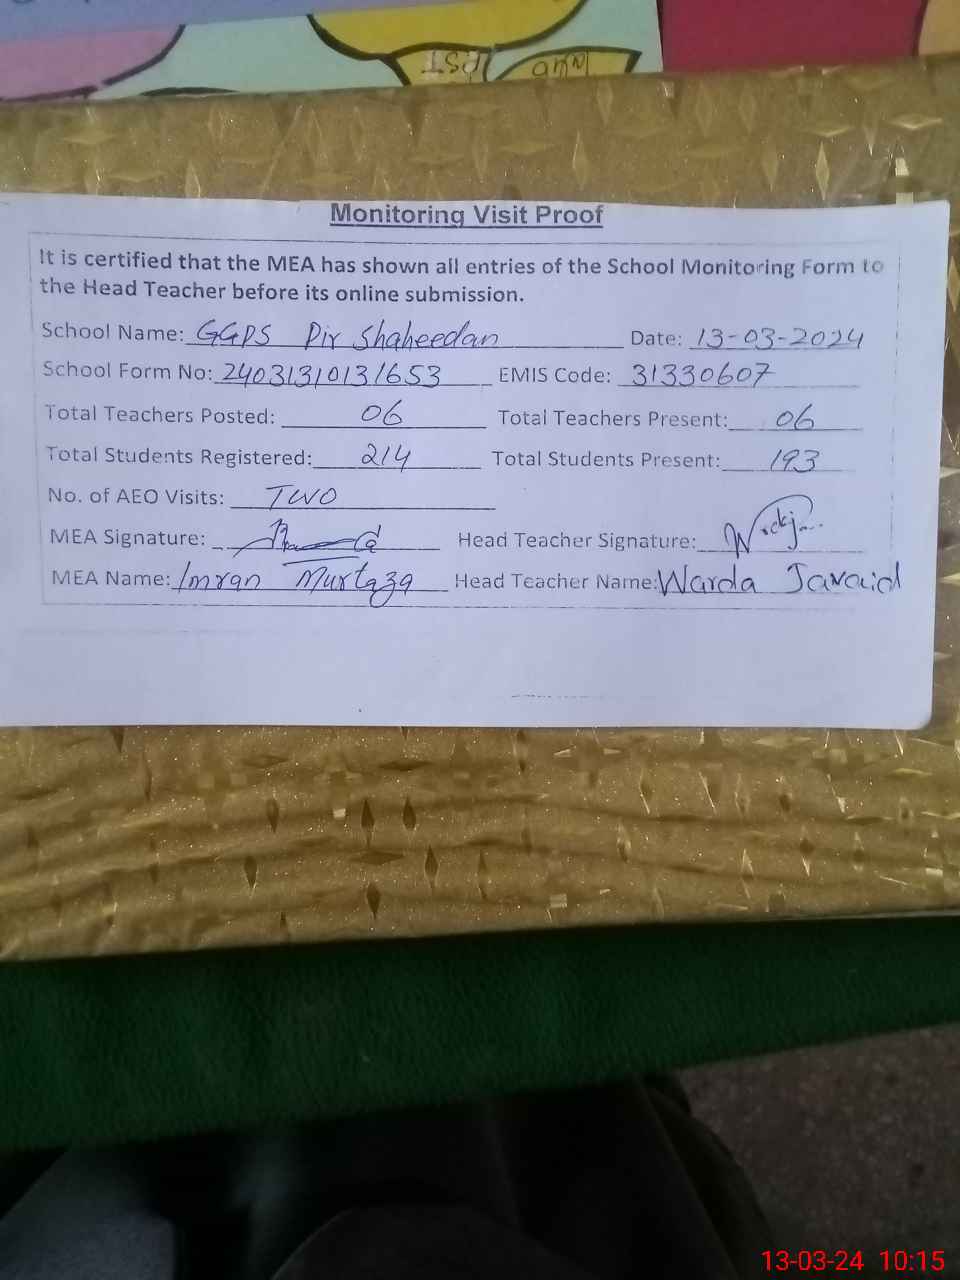 PST
Monitoring Visit Proof
It is certified that the MEA has shown all entries of the School Monitoring Form to
the Head Teacher before its online submission.
School Name: GGPS Pir Shaheedan Date: 13-03-2024
School Form No: 2403131013/653 EMIS Code: 31330607
Total Teachers Posted: 06 Total Teachers Present: 06
Total Students Registered: 214 Total Students Present: 193
No. of AEO Visits: TWO
MEA Signature: Head Teacher Signature:
MEA Name: Imran Murtaza Head Teacher Name: Warda Javaid
13-03-24 10:15